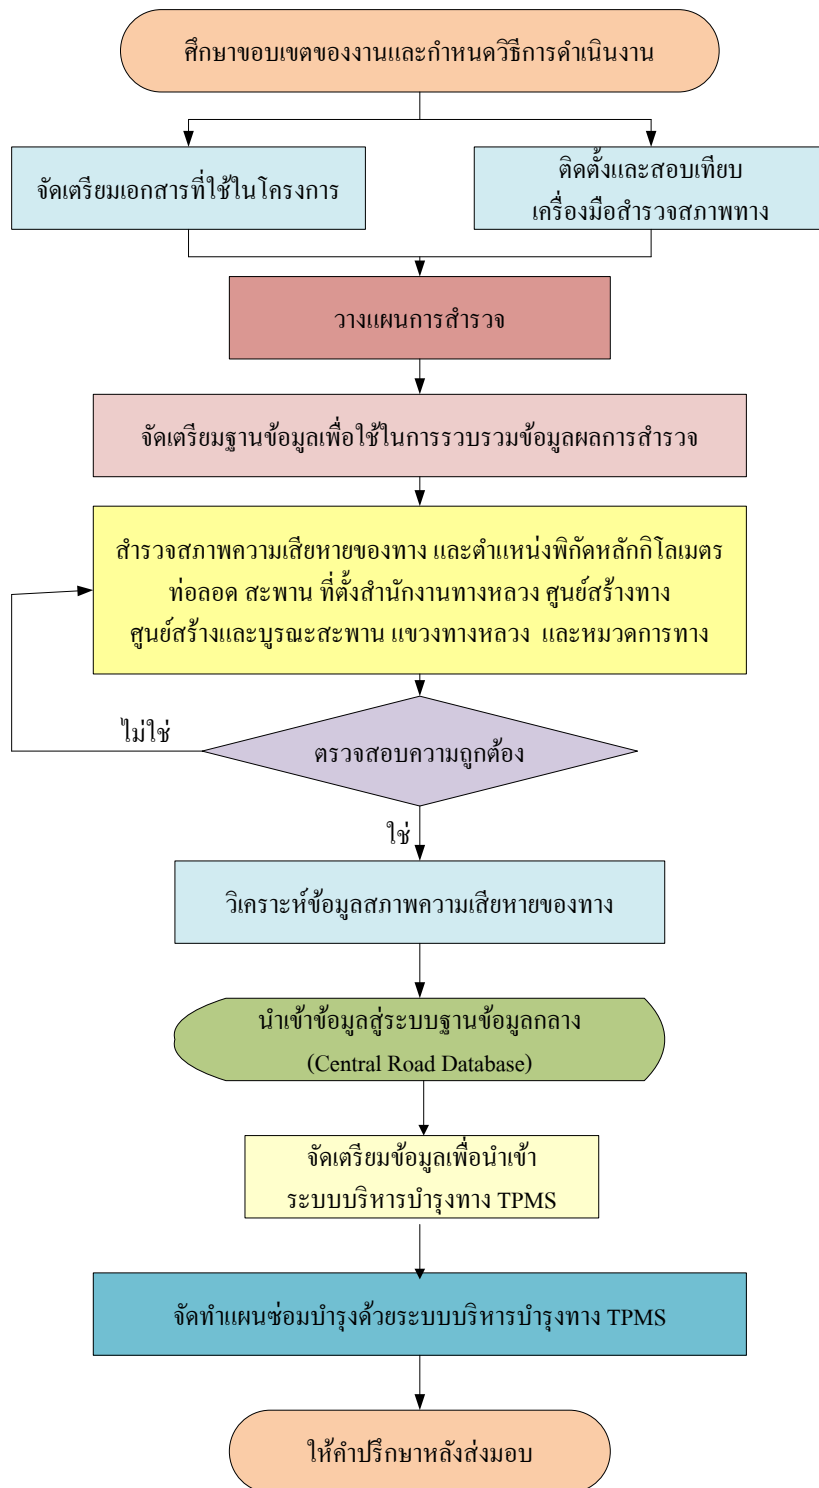 ศึกษาขอบเขตของงานและกำหนดวิธีการดำเนินงาน
จัดเตรียมเอกสารที่ใช้ในโครงการ
ติดตั้งและสอบเทียบ
เครื่องมือสำรวจสภาพทาง
วางแผนการสำรวจ
จัดเตรียมฐานข้อมูลเพื่อใช้ในการรวบรวมข้อมูลผลการสำรวจ
สำรวจสภาพความเสียหายของทาง และตำแหน่งพิกัดหลักกิโลเมตร
ท่อลอด สะพาน ที่ตั้งสำนักงานทางหลวง ศูนย์สร้างทาง
ศูนย์สร้างและบูรณะสะพาน แขวงทางหลวง และหมวดการทาง
ไม่ใช่
ตรวจสอบความถูกต้อง
ใช่
วิเคราะห์ข้อมูลสภาพความเสียหายของทาง
นำเข้าข้อมูลสู่ระบบฐานข้อมูลกลาง
(Central Road Database)
จัดเตรียมข้อมูลเพื่อนำเข้า
ระบบบริหารบำรุงทาง TPMS
จัดทำแผนซ่อมบำรุงด้วยระบบบริหารบำรุงทาง TPMS
ให้คำปรึกษาหลังส่งมอบ